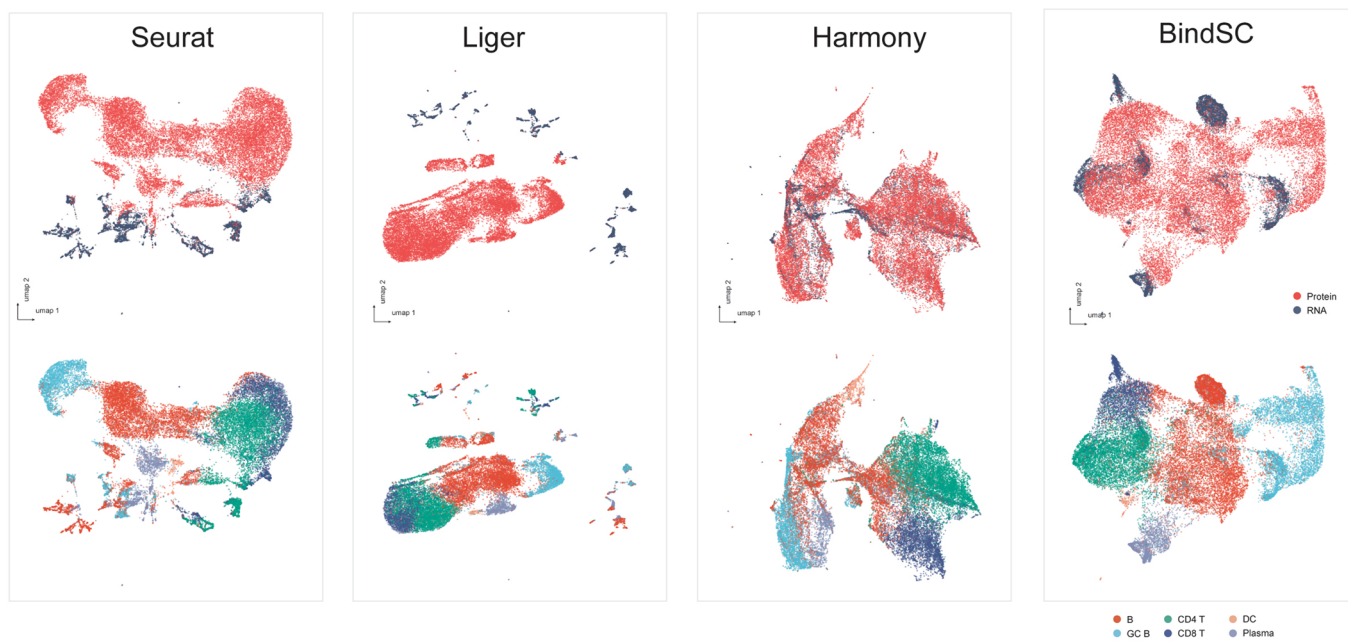 Seurat
Liger
Harmony
BindSC
umap 2
umap 1
umap 2
umap 1
umap 2
umap 1
umap 2
umap 1
Protein
RNA
B
CD4 T
DC
GC B
CD8 T
Plasma